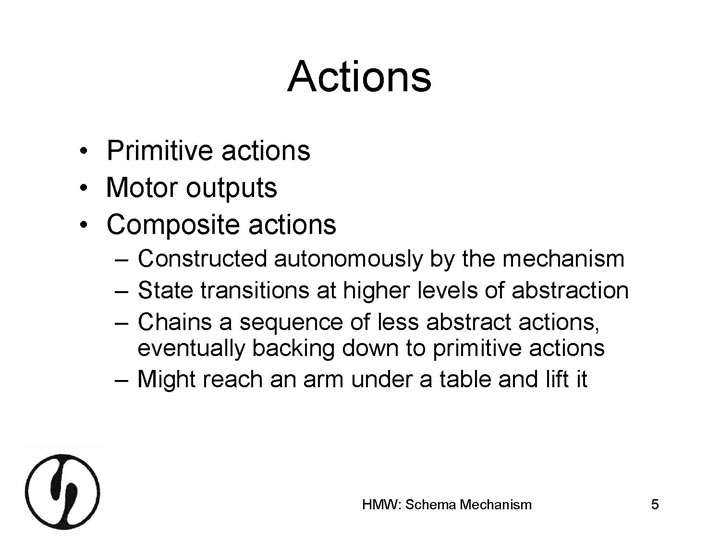 Actions
• Primitive actions
• Motor outputs
• Composite actions
– Constructed autonomously by the mechanism
– State transitions at higher levels of abstraction
– Chains a sequence of less abstract actions,
eventually backing down to primitive actions
– Might reach an arm under a table and lift it
HMW: Schema Mechanism
5